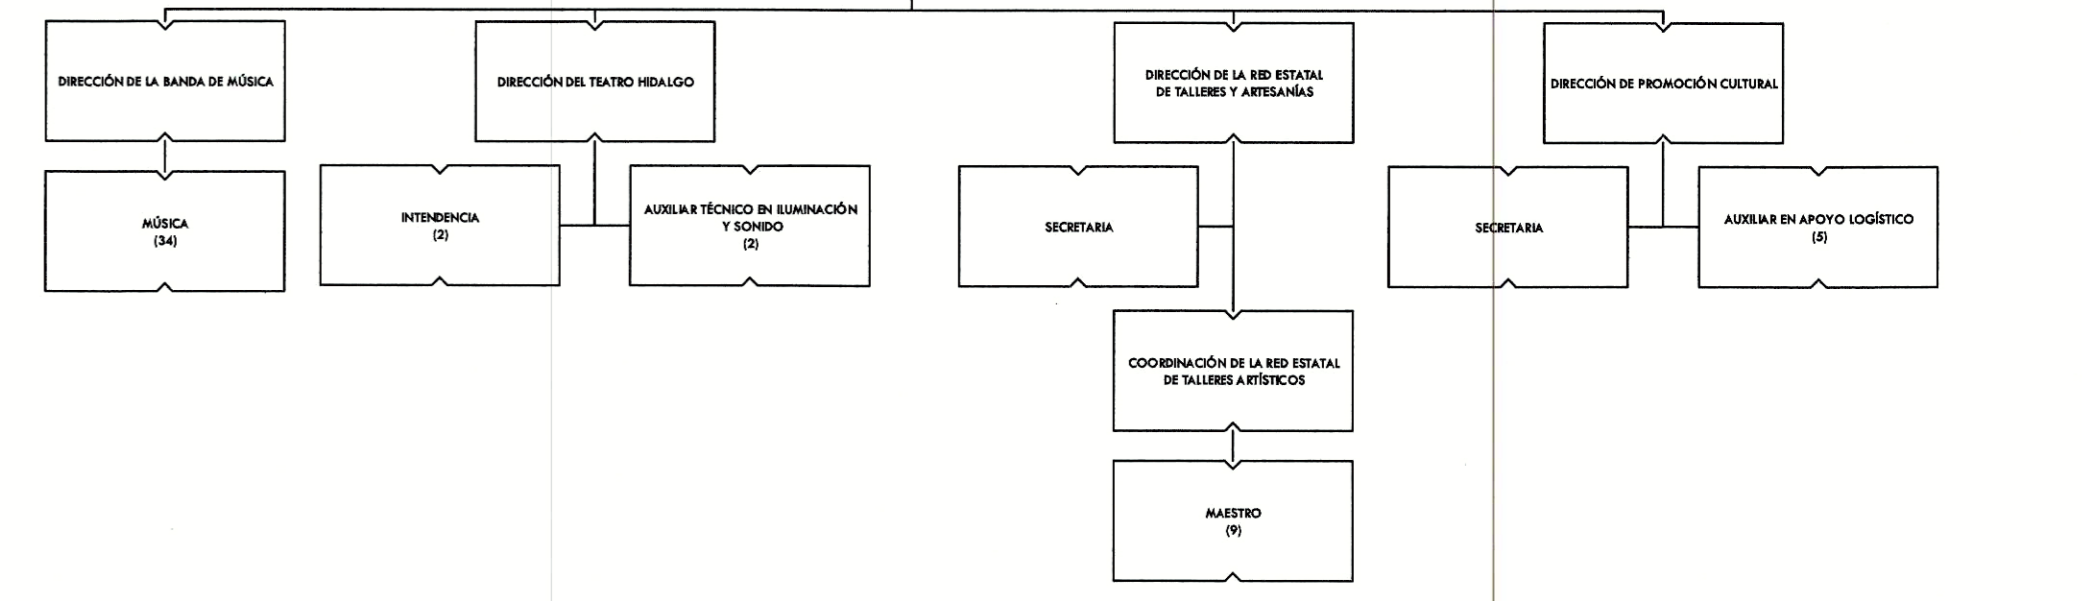 DIRECCIÓN DE LA BANDA DE MÚSICA
DIRECCIÓN DEL TEATRO HIDALGO
DIRECCIÓN DE LA RED ESTATAL
DE TALLERES Y ARTESANÍAS
DIRECCIÓN DE PROMOCIÓN CULTURAL
MÚSICA
(34)
INTENDENCIA
(2)
AUXILIAR TÉCNICO EN ILUMINACIÓN
Y SONIDO
(2)
SECRETARIA
SECRETARIA
AUXILIAR EN APOYO LOGÍSTICO
(5)
COORDINACIÓN DE LA RED ESTATAL
DE TALLERES ARTÍSTICOS
MAESTRO
(9)